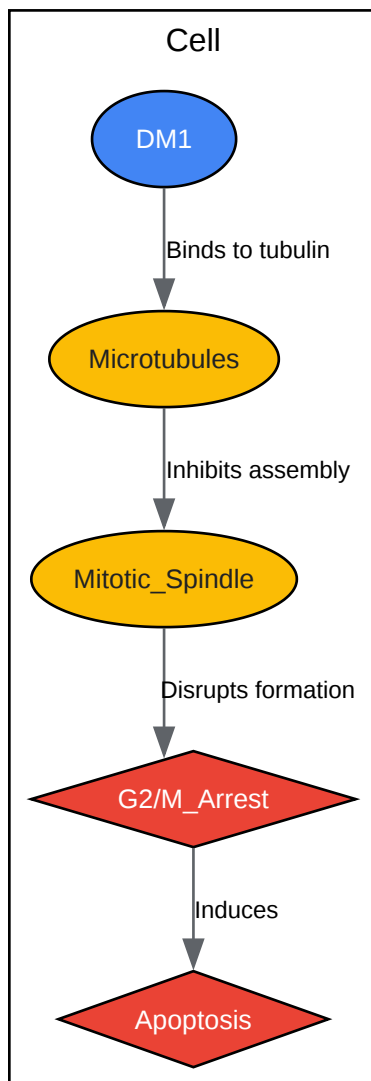 Cell
DM1
Binds to tubulin
Microtubules
Inhibits assembly
Mitotic_Spindle
Disrupts formation
G2/M_Arrest
Induces
Apoptosis